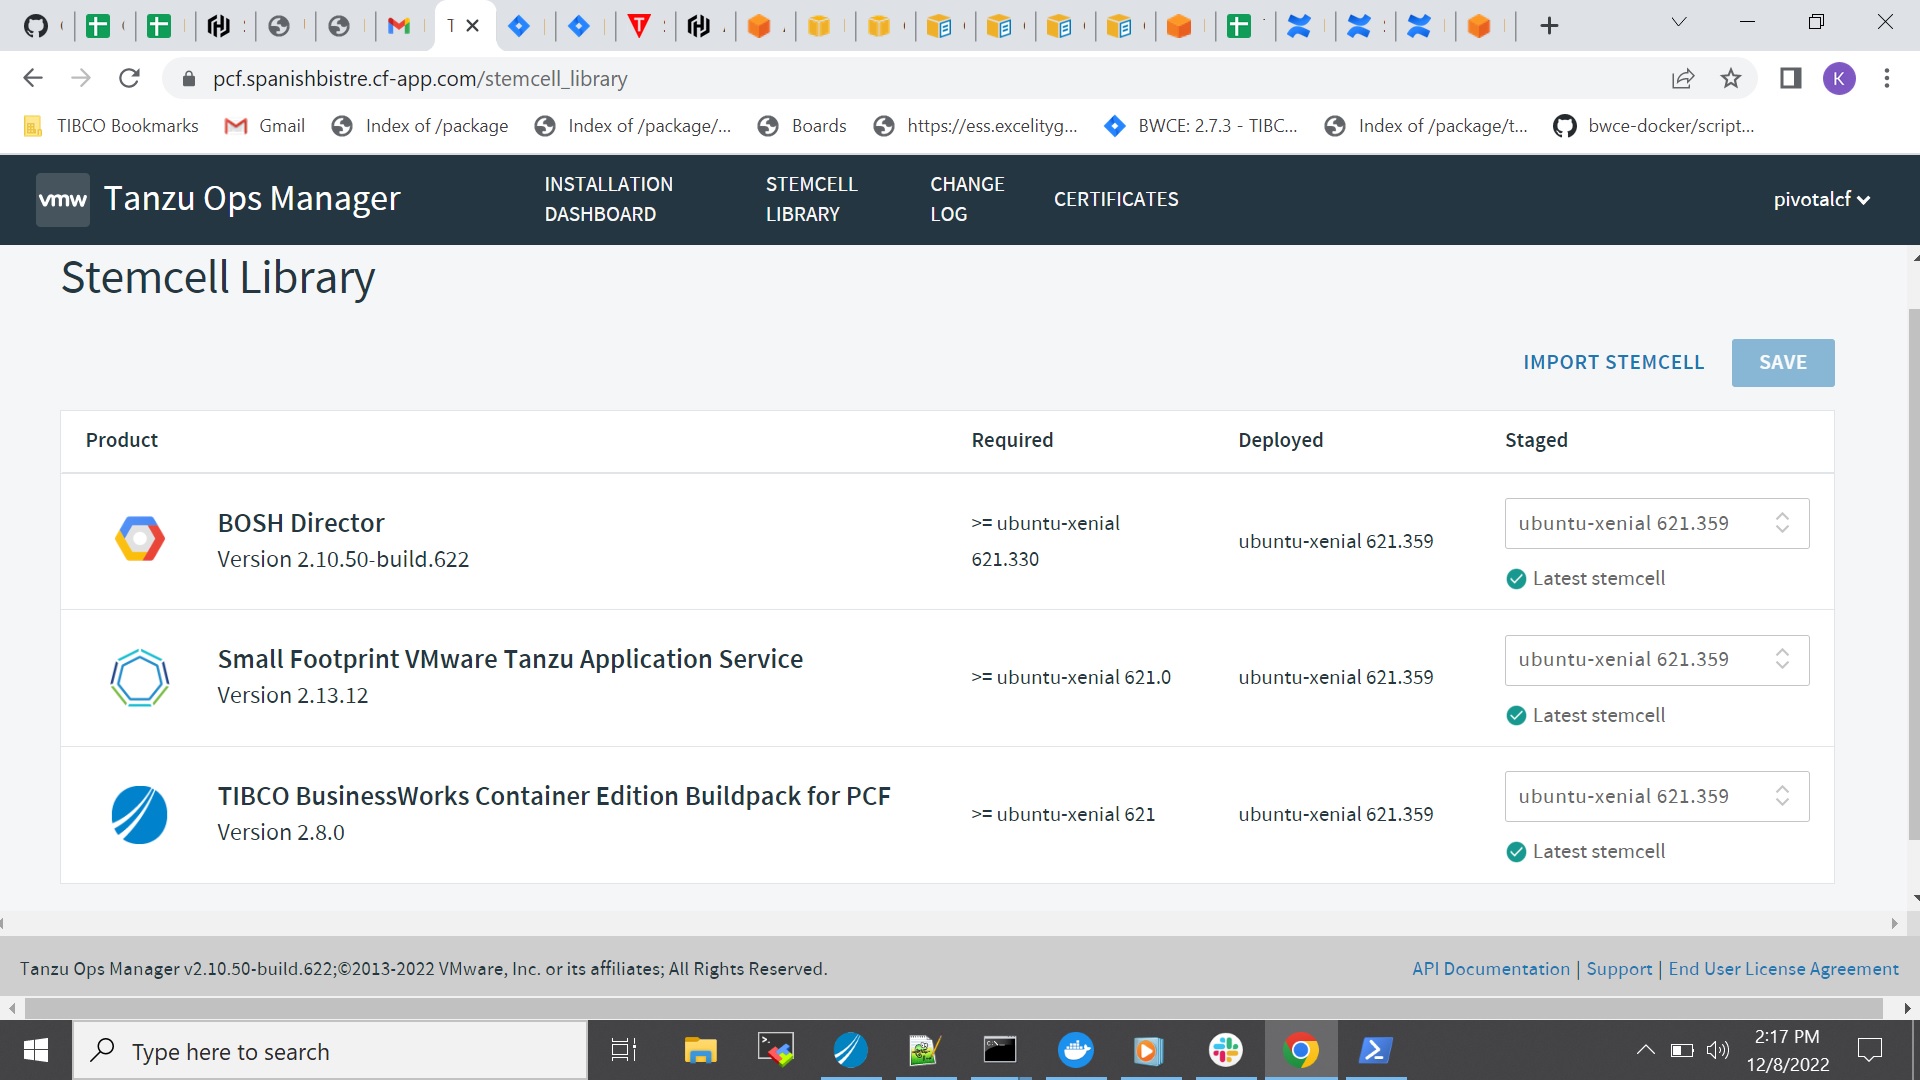 T
pcf.spanishbistre.cf-app.com/stemcell_library
K
TIBCO Bookmarks
Gmail
Index of /package
Index of /package/...
Boards
https://ess.excelityg...
BWCE: 2.7.3 - TIBC...
Index of /package/t...
bwce-docker/script...
vmw
Tanzu Ops Manager
INSTALLATION
DASHBOARD
STEMCELL
LIBRARY
CHANGE
LOG
CERTIFICATES
pivotalcf
Stemcell Library
IMPORT STEMCELL
SAVE
Product
Required
Deployed
Staged
BOSH Director
Version 2.10.50-build.622
>= ubuntu-xenial
621.330
ubuntu-xenial 621.359
ubuntu-xenial 621.359
Latest stemcell
Small Footprint VMware Tanzu Application Service
Version 2.13.12
>= ubuntu-xenial 621.0
ubuntu-xenial 621.359
ubuntu-xenial 621.359
Latest stemcell
TIBCO BusinessWorks Container Edition Buildpack for PCF
Version 2.8.0
>= ubuntu-xenial 621
ubuntu-xenial 621.359
ubuntu-xenial 621.359
Latest stemcell
Tanzu Ops Manager v2.10.50-build.622;©2013-2022 VMware, Inc. or its affiliates; All Rights Reserved.
API Documentation | Support | End User License Agreement
Type here to search
2:17 PM
12/8/2022